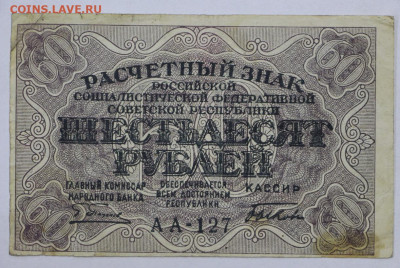 COINS.ЛАVE.RU
60 60
РАСЧЕТНЫЙ ЗНАК
РОССИЙСКОЙ
СОЦИАЛИСТИЧЕСКОЙ ФЕДЕРАТИВНОЙ
СОВЕТСКОЙ РЕСПУБЛИКИ
ШЕСТЬДЕСЯТ
РУБЛЕЙ
ГЛАВНЫЙ КОМИССАР
НАРОДНОГО БАНКА
ОБЕСПЕЧИВАЕТСЯ
ВСЕМ ДОСТОЯНИЕМ
РЕСПУБЛИКИ
КАССИР
АА-127
60 60